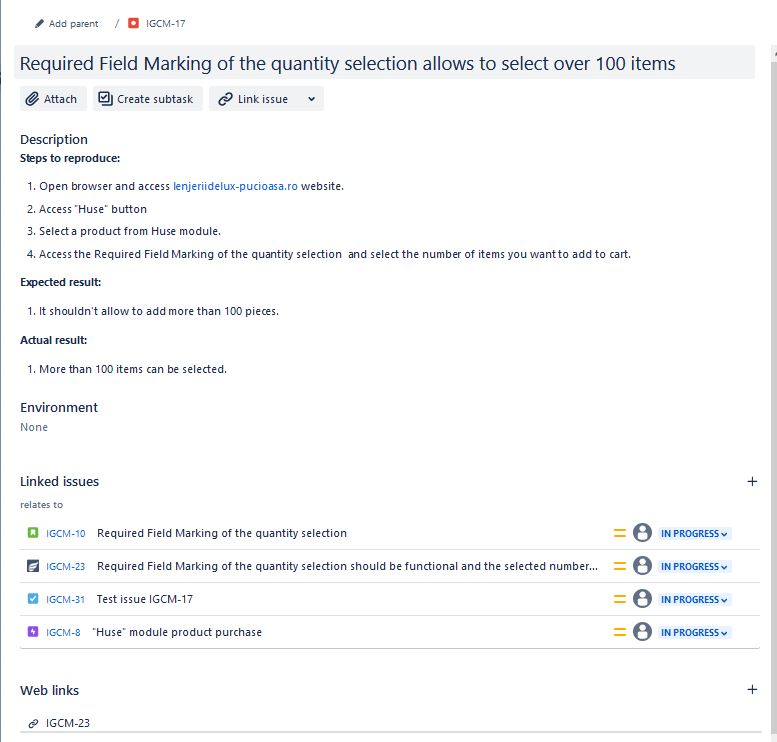 Add parent / IGCM-17
Required Field Marking of the quantity selection allows to select over 100 items
Attach Create subtask Link issue
Description
Steps to reproduce:
1. Open browser and access lenjeriidelux-pucioasa.ro website.
2. Access "Huse" button
3. Select a product from Huse module.
4. Access the Required Field Marking of the quantity selection and select the number of items you want to add to cart.
Expected result:
1. It shouldn't allow to add more than 100 pieces.
Actual result:
1. More than 100 items can be selected.
Environment
None
Linked issues
relates to
IGCM-10 Required Field Marking of the quantity selection IN PROGRESS
IGCM-23 Required Field Marking of the quantity selection should be functional and the selected number... IN PROGRESS
IGCM-31 Test issue IGCM-17 IN PROGRESS
IGCM-8 "Huse" module product purchase IN PROGRESS
Web links
IGCM-23